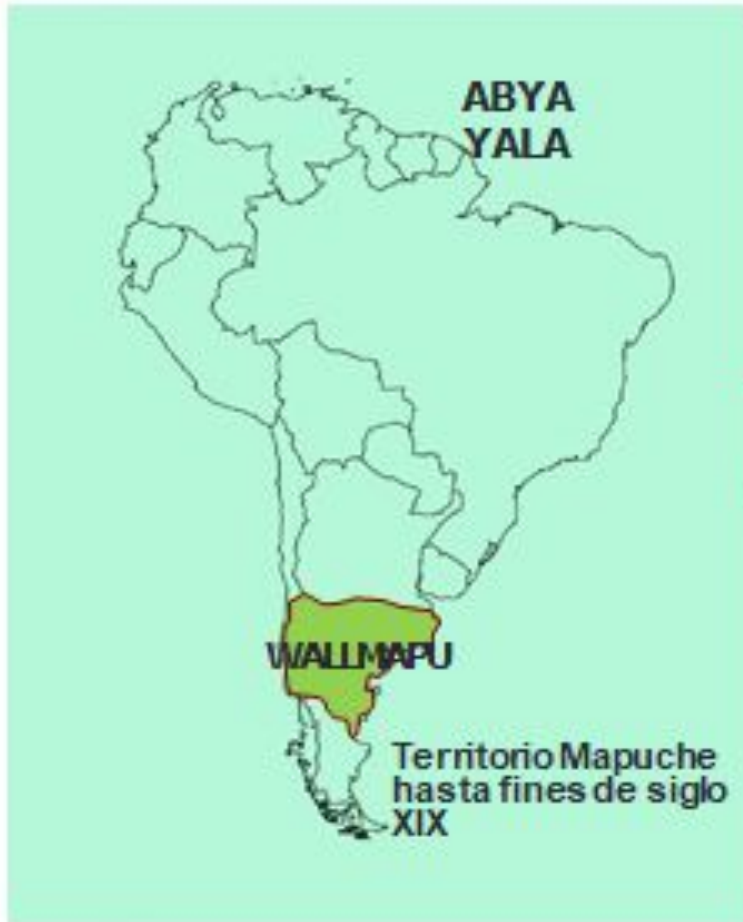 ABYA
YALA
WALLMAPU
Territorio Mapuche
hasta fines de siglo
XIX